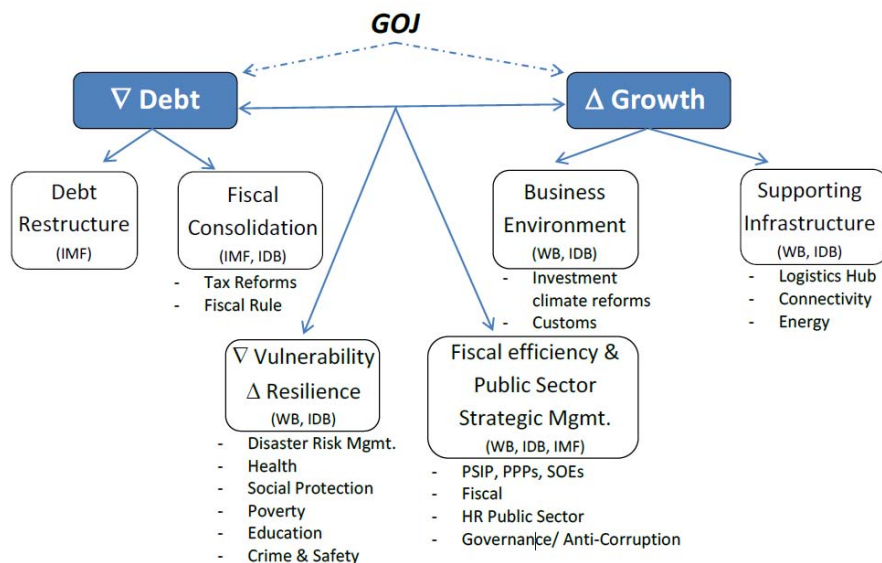 GOJ
∇ Debt
Δ Growth
Debt
Restructure
(IMF)
Fiscal
Consolidation
(IMF, IDB)
- Tax Reforms
- Fiscal Rule
Business
Environment
(WB, IDB)
- Investment
climate reforms
- Customs
Supporting
Infrastructure
(WB, IDB)
- Logistics Hub
- Connectivity
- Energy
∇ Vulnerability
Δ Resilience
(WB, IDB)
- Disaster Risk Mgmt.
- Health
- Social Protection
- Poverty
- Education
- Crime & Safety
Fiscal efficiency &
Public Sector
Strategic Mgmt.
(WB, IDB, IMF)
- PSIP, PPPs, SOEs
- Fiscal
- HR Public Sector
- Governance/ Anti-Corruption